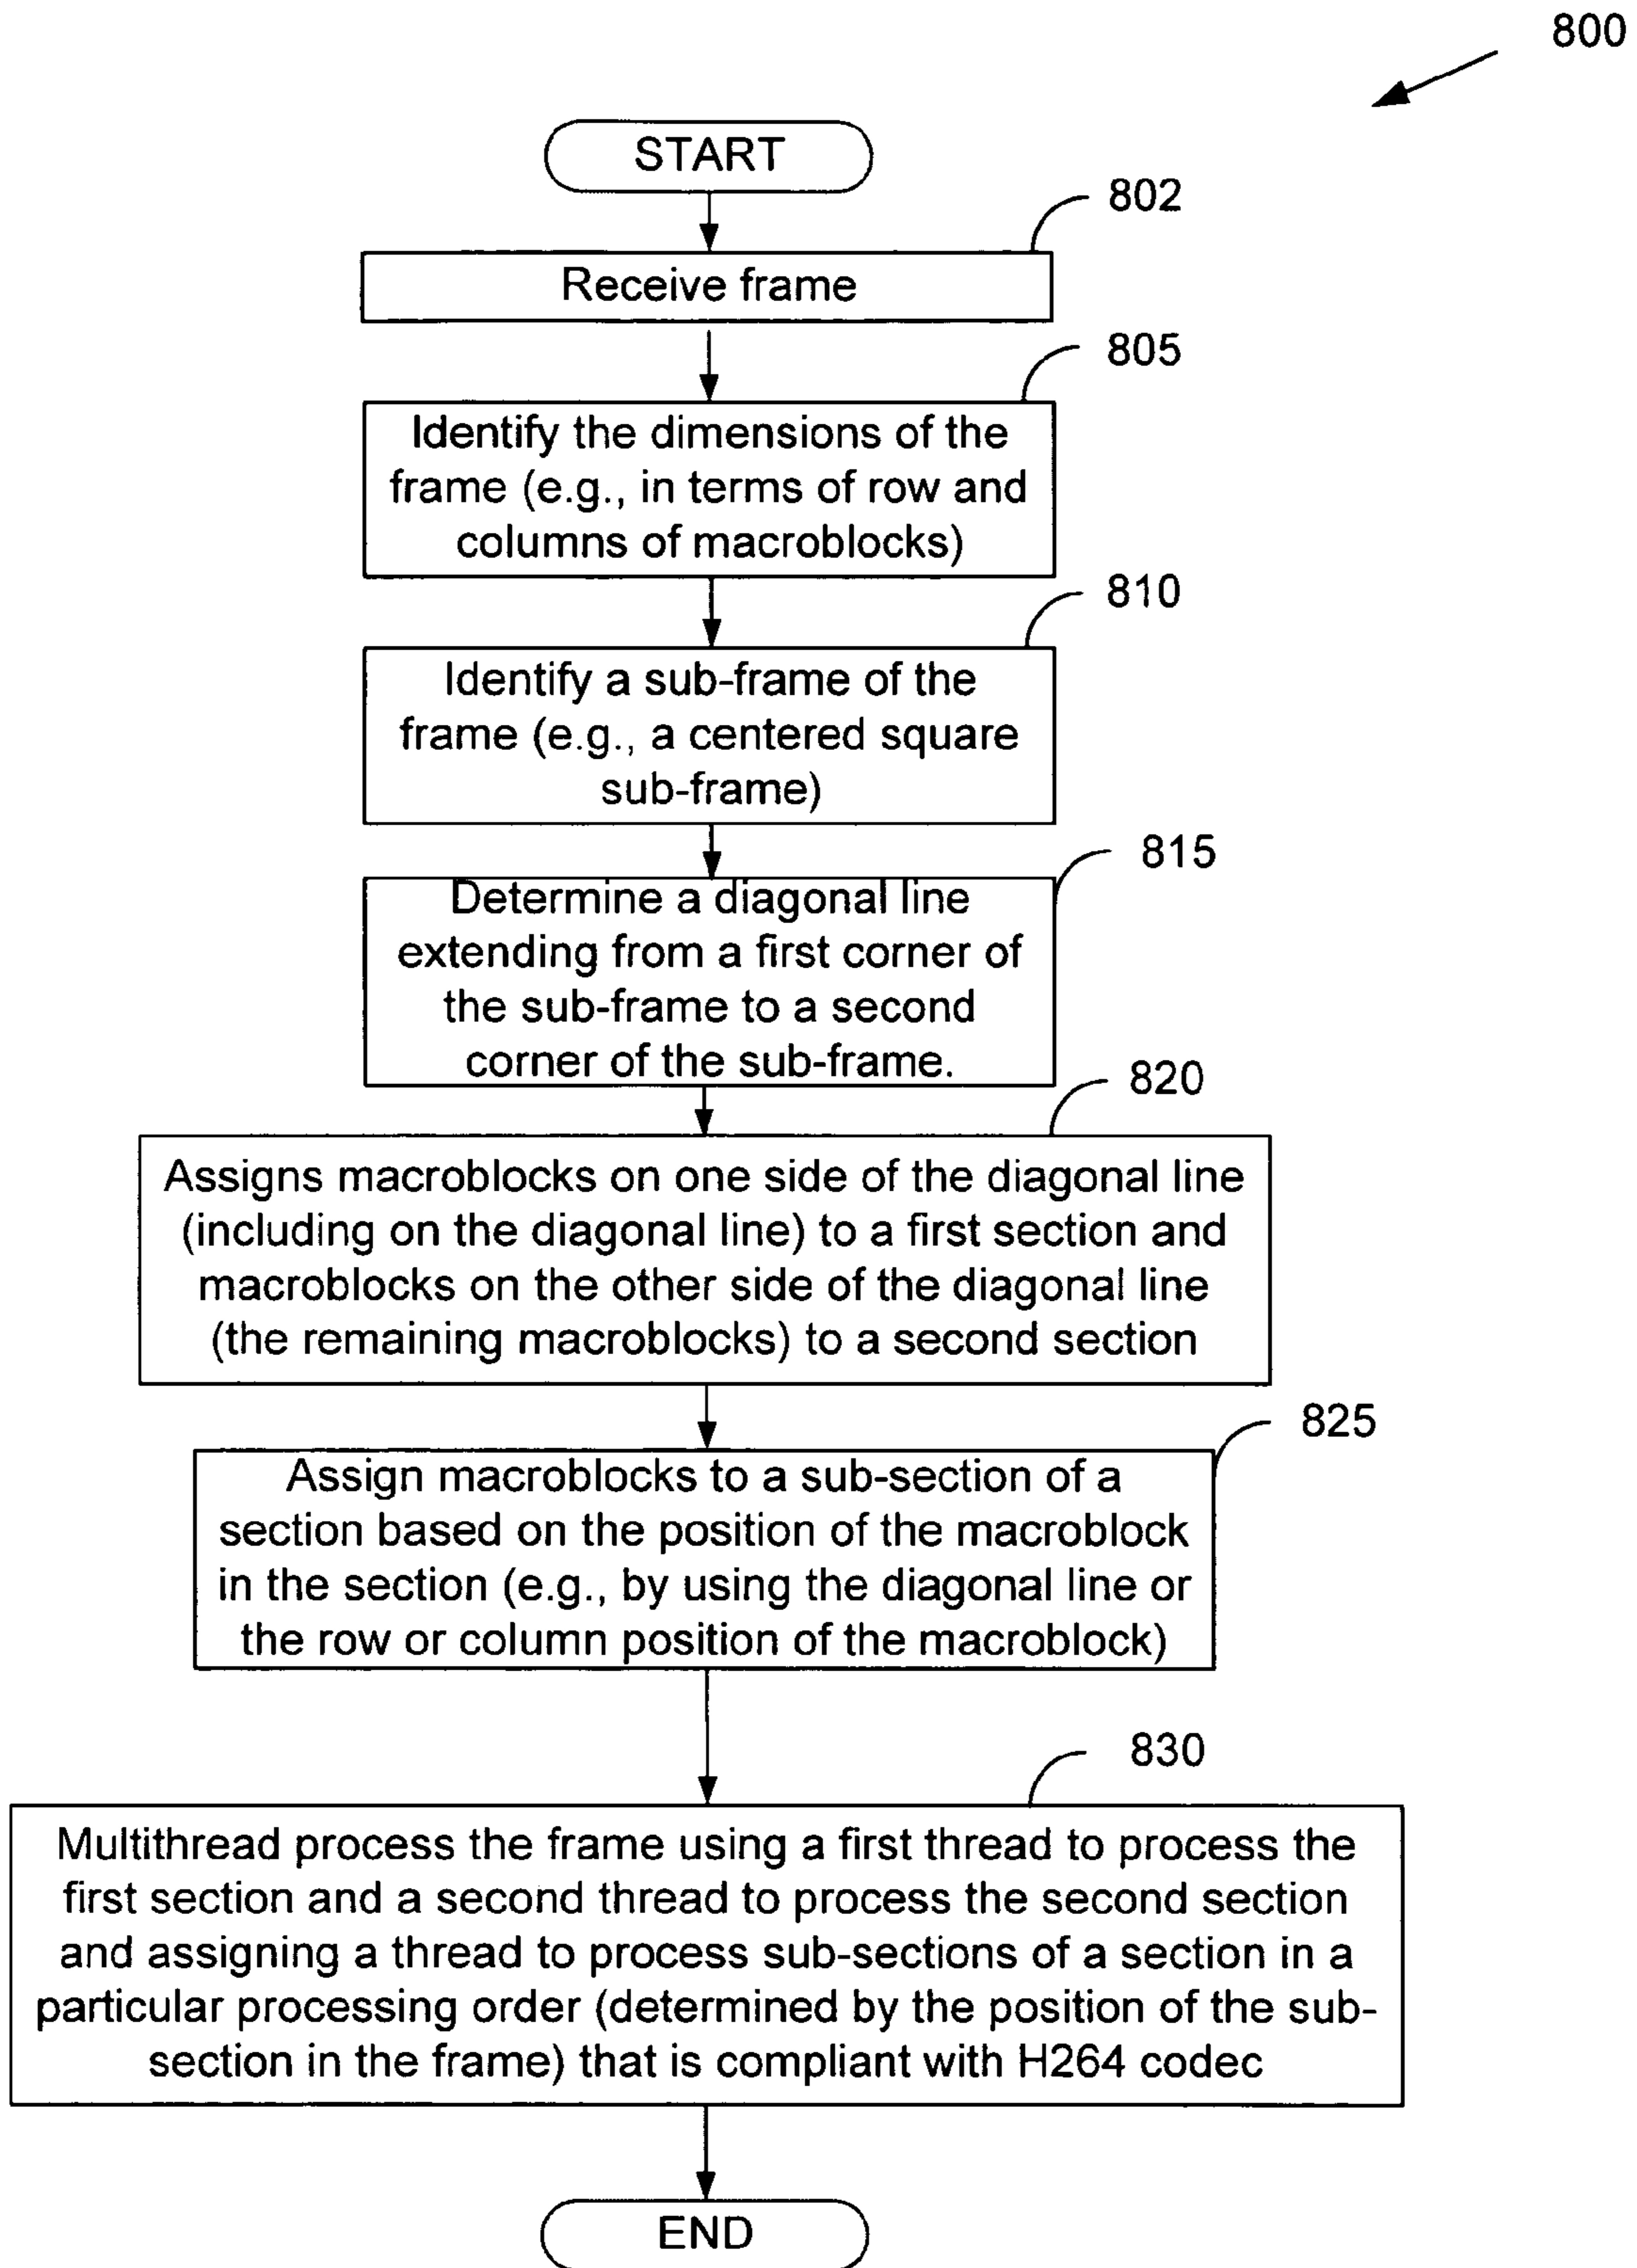 800
START
802
Receive frame
805
Identify the dimensions of the
frame (e.g., in terms of row and
columns of macroblocks)
810
Identify a sub-frame of the
frame (e.g., a centered square
sub-frame)
815
Determine a diagonal line
extending from a first corner of
the sub-frame to a second
corner of the sub-frame.
820
Assigns macroblocks on one side of the diagonal line
(including on the diagonal line) to a first section and
macroblocks on the other side of the diagonal line
(the remaining macroblocks) to a second section
825
Assign macroblocks to a sub-section of a
section based on the position of the macroblock
in the section (e.g., by using the diagonal line or
the row or column position of the macroblock)
830
Multithread process the frame using a first thread to process the
first section and a second thread to process the second section
and assigning a thread to process sub-sections of a section in a
particular processing order (determined by the position of the sub-
section in the frame) that is compliant with H264 codec
END